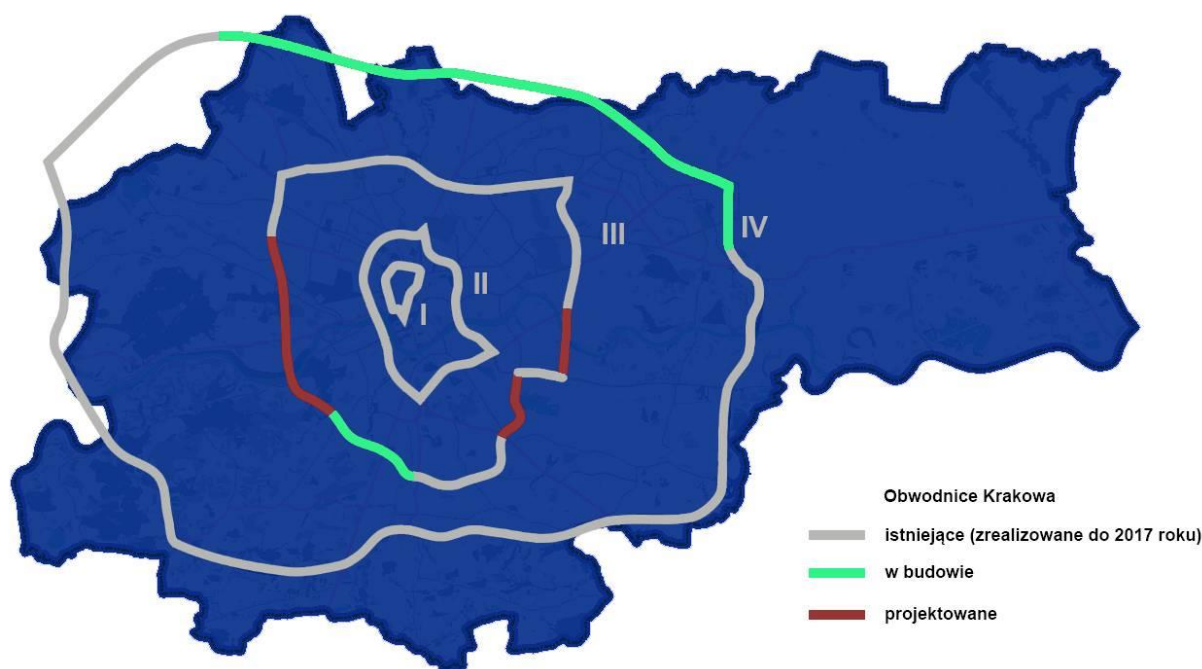 IV
III
II
I
Obwodnice Krakowa
istniejące (zrealizowane do 2017 roku)
w budowie
projektowane